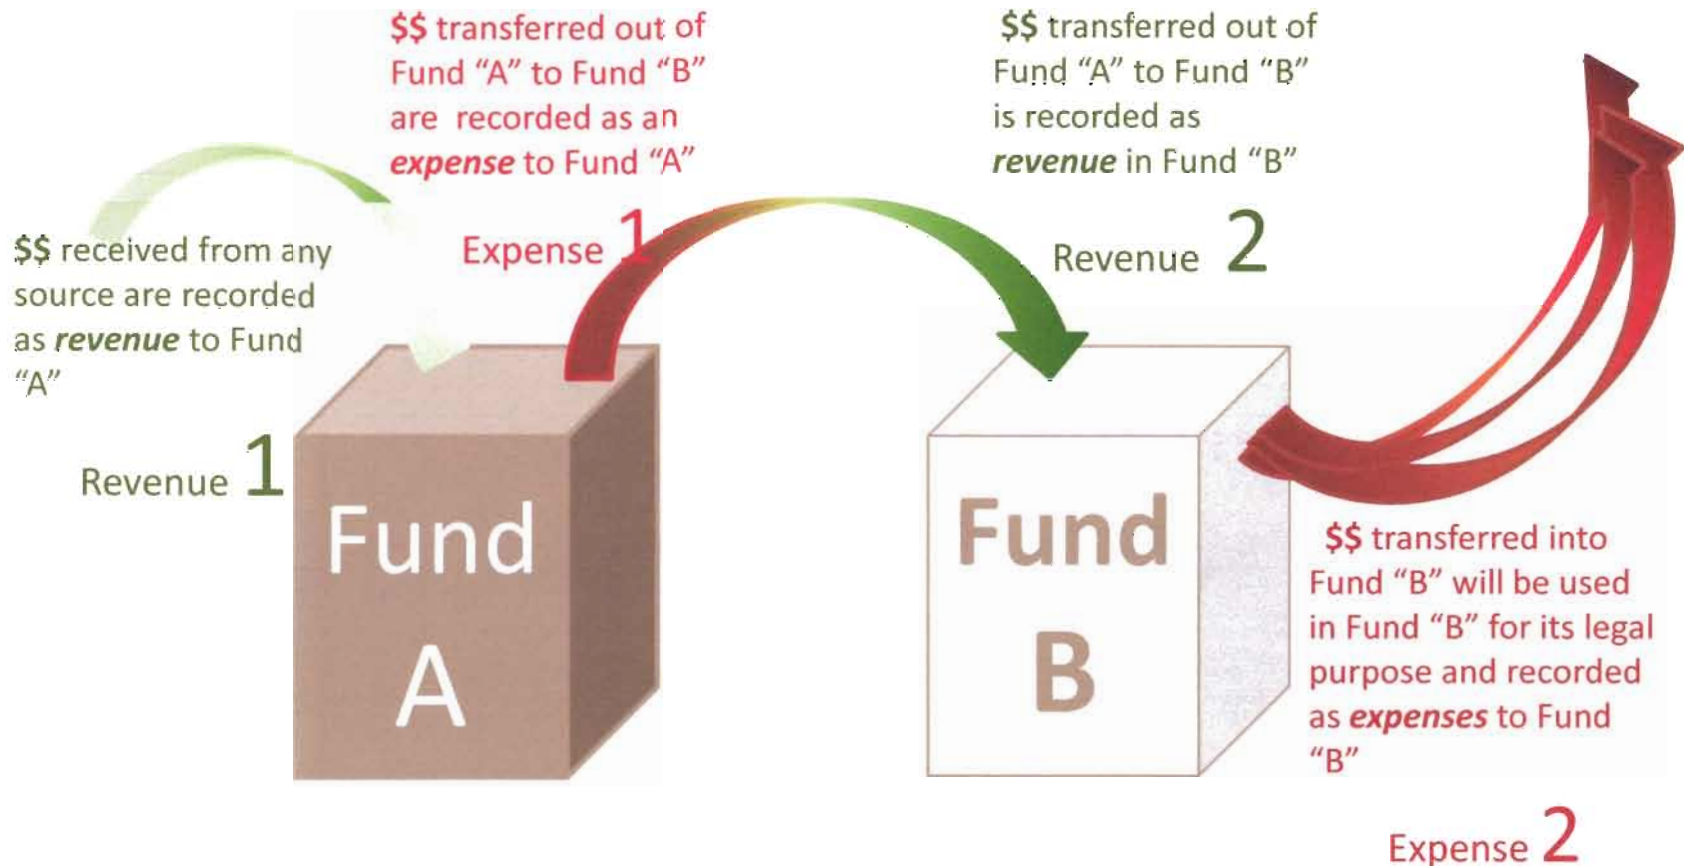 $$ received from any
source are recorded
as revenue to Fund
“A”
Revenue 1
$$ transferred out of
Fund “A” to Fund “B”
are recorded as an
expense to Fund “A”
Expense 1
$$ transferred out of
Fund “A” to Fund “B”
is recorded as
revenue in Fund “B”
Revenue 2
Fund
A
Fund
B
$$ transferred into
Fund “B” will be used
in Fund “B” for its legal
purpose and recorded
as expenses to Fund
“B”
Expense 2